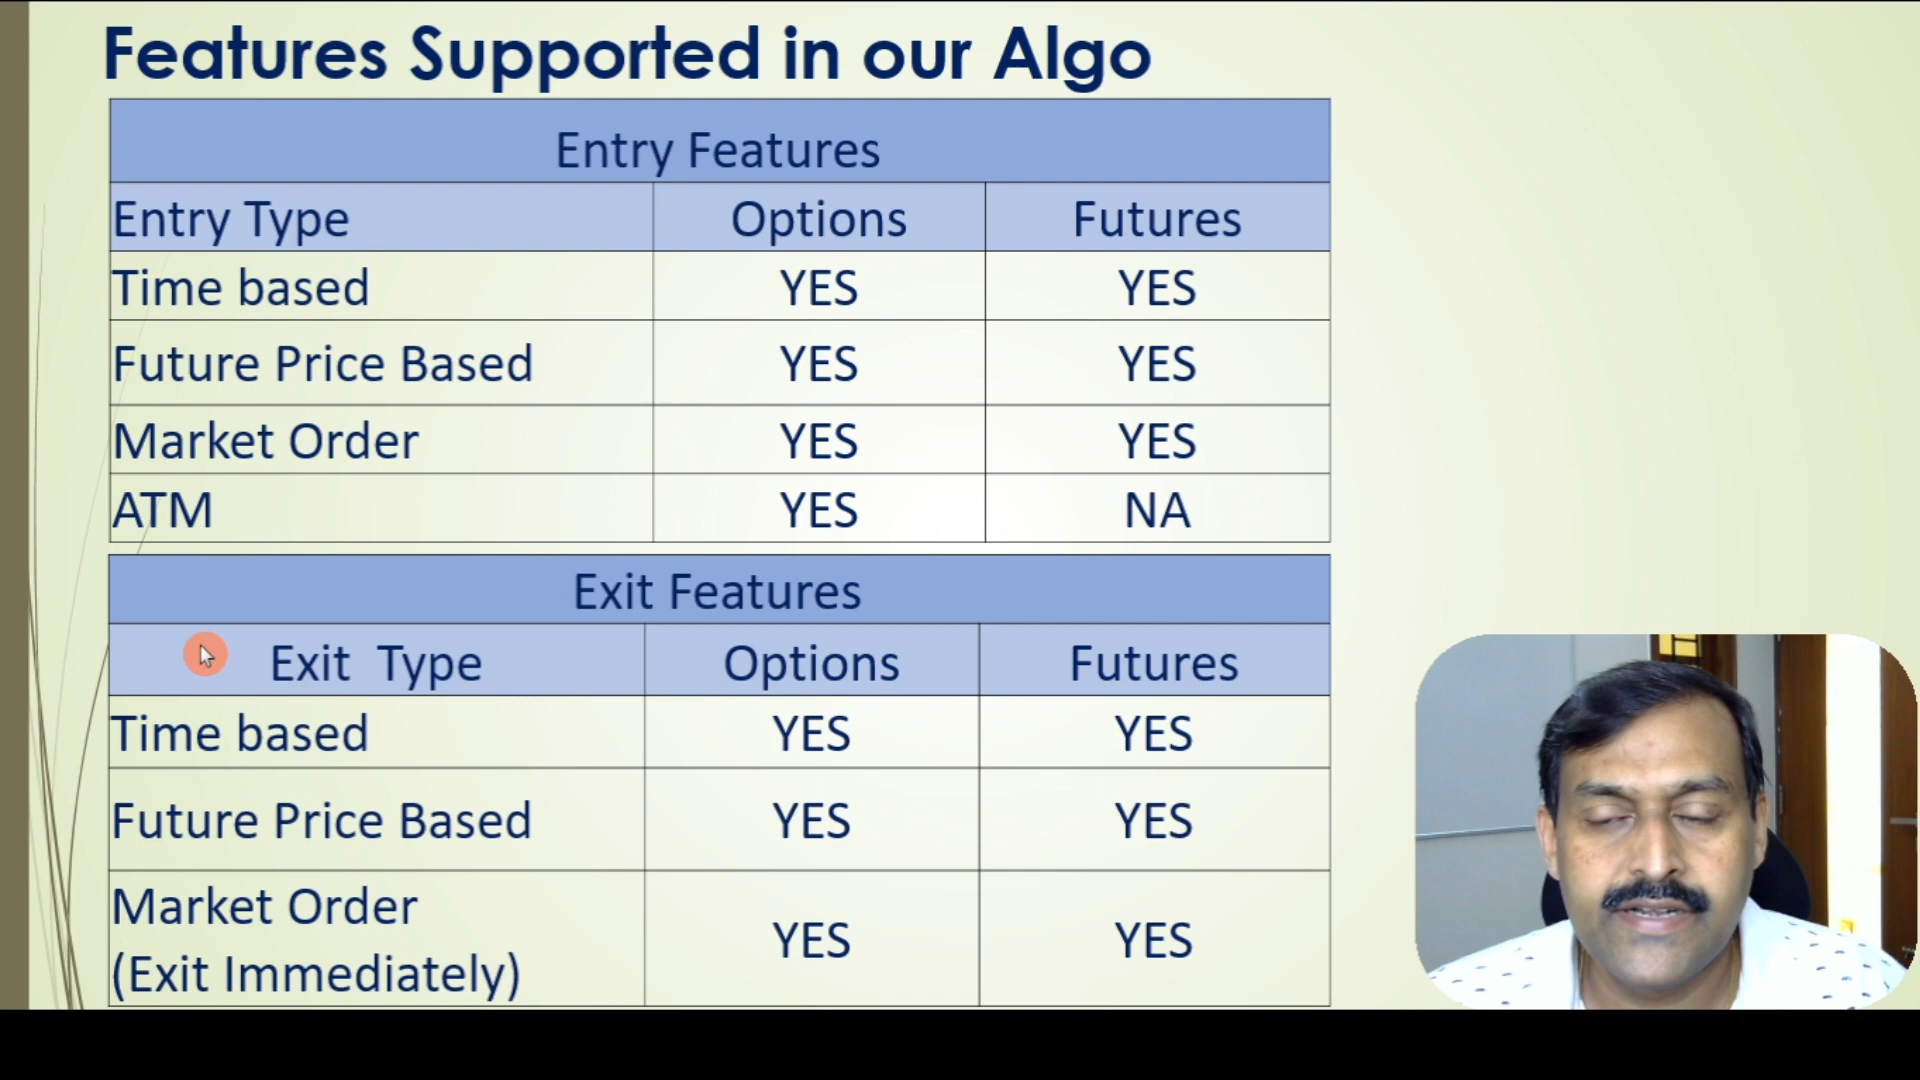 Features Supported in our Algo
Entry Features
Entry Type Options Futures
Time based YES YES
Future Price Based YES YES
Market Order YES YES
ATM YES NA
Exit Features
Exit Type Options Futures
Time based YES YES
Future Price Based YES YES
Market Order
(Exit Immediately) YES YES